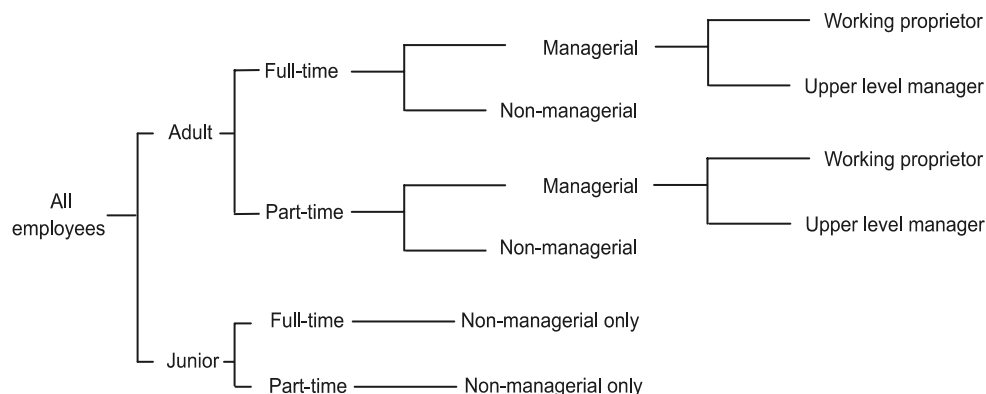 Working proprietor
Managerial
Full-time
Upper level manager
Non-managerial
Adult
Working proprietor
Managerial
All
employees
Part-time
Upper level manager
Non-managerial
Full-time
Non-managerial only
Junior
Part-time
Non-managerial only